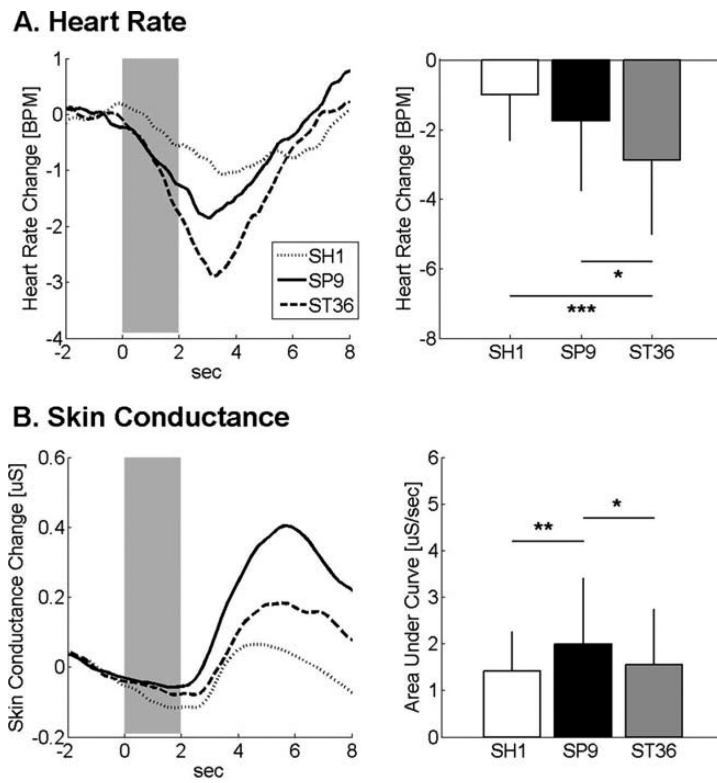 A. Heart Rate
Heart Rate Change [BPM]
1
0
-1
-2
-3
-4
-2
0
2
4
6
8
sec
SH1
SP9
ST36
Heart Rate Change [BPM]
0
-2
-4
-6
-8
*
***
SH1
SP9
ST36
B. Skin Conductance
Skin Conductance Change [uS]
0.6
0.4
0.2
0
-0.2
-2
0
2
4
6
8
sec
Area Under Curve [uS/sec]
6
5
4
3
2
1
0
**
*
SH1
SP9
ST36